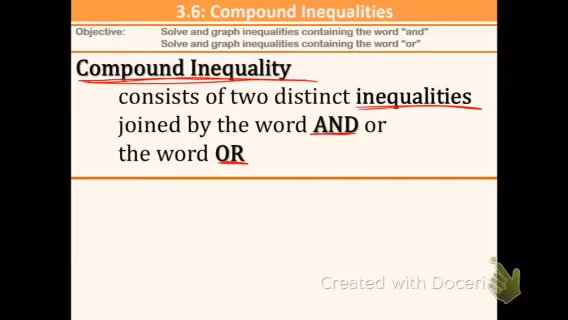 3.6: Compound Inequalities
Objective: Solve and graph inequalities containing the word "and"
Solve and graph inequalities containing the word "or"
Compound Inequality
consists of two distinct inequalities
joined by the word AND or
the word OR
Created with Doceri